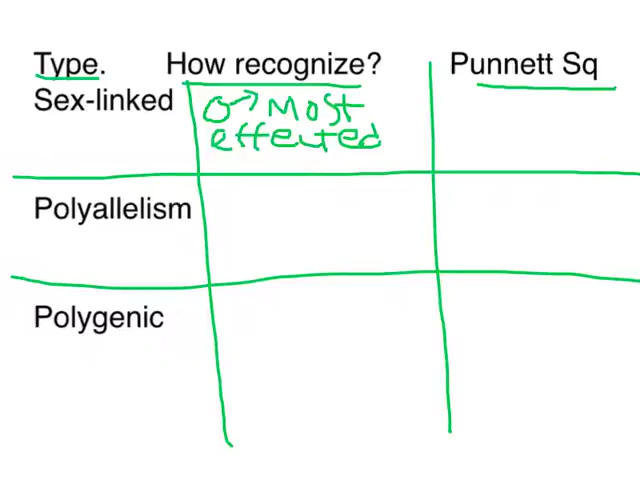 Type. How recognize? Punnett Sq
Sex-linked ♂ Most
effected
Polyallelism
Polygenic